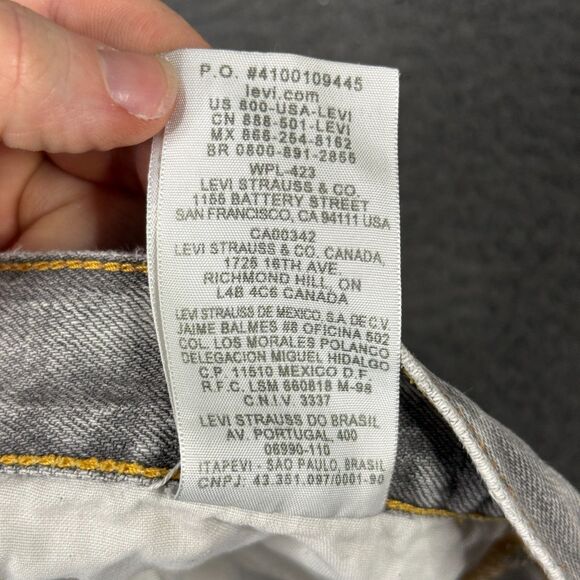 P.O. #4100109445
levi.com
US 800-USA-LEVI
CN 888-501-LEVI
MX 866-254-8162
BR 0800-891-2855
WPL-423
LEVI STRAUSS & CO.
1155 BATTERY STREET
SAN FRANCISCO, CA 94111 USA
CA00342
LEVI STRAUSS & CO. CANADA,
1725 16TH AVE.
RICHMOND HILL, ON
L4B 4C6 CANADA
LEVI STRAUSS DE MEXICO S.A. DE C.V.
JAIME BALMES #8 OFICINA 502
COL. LOS MORALES POLANCO
DELEGACION MIGUEL HIDALGO
C.P. 11510 MEXICO D.F.
R.F.C. LSM 660818 M-98
C.N.I.V. 3337
LEVI STRAUSS DO BRASIL
AV. PORTUGAL, 400
06990-110
ITAPEVI - SAO PAULO, BRASIL
CNPJ: 43.351.097/0001-90